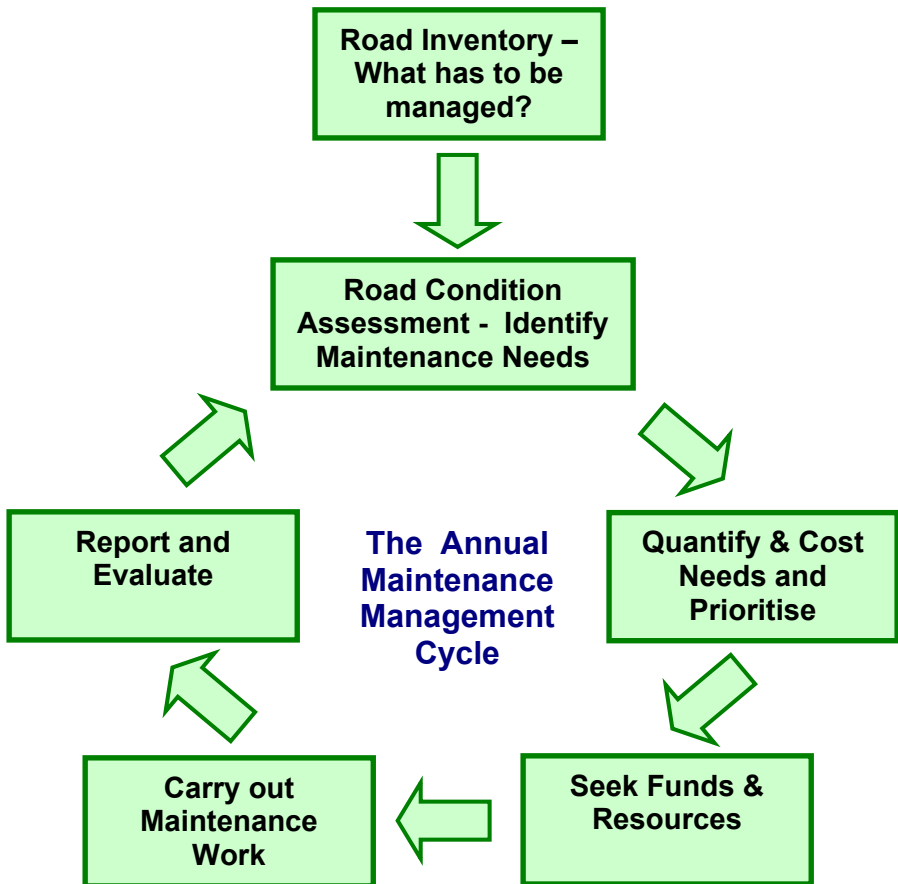 Road Inventory –
What has to be
managed?
Road Condition
Assessment -  Identify
Maintenance Needs
Report and
Evaluate
The  Annual
Maintenance
Management
Cycle
Quantify & Cost
Needs and
Prioritise
Carry out
Maintenance
Work
Seek Funds &
Resources